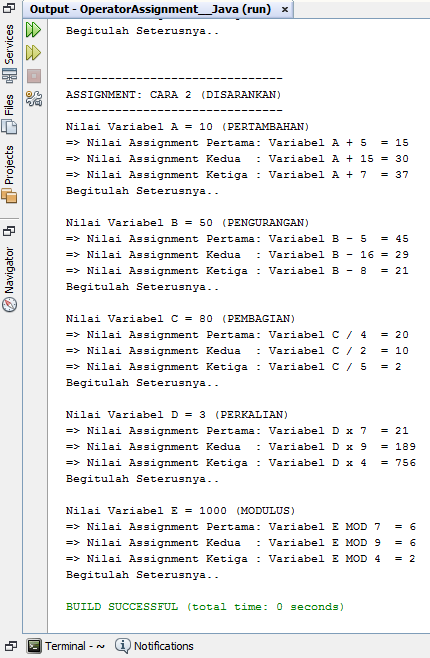 Output - OperatorAssignment__Java (run) ×
Services
Files
Projects
Navigator
Begitulah Seterusnya..
-------------------------------
ASSIGNMENT: CARA 2 (DISARANKAN)
-------------------------------
Nilai Variabel A = 10 (PERTAMBAHAN)
=> Nilai Assignment Pertama: Variabel A + 5  = 15
=> Nilai Assignment Kedua  : Variabel A + 15 = 30
=> Nilai Assignment Ketiga : Variabel A + 7  = 37
Begitulah Seterusnya..
Nilai Variabel B = 50 (PENGURANGAN)
=> Nilai Assignment Pertama: Variabel B - 5  = 45
=> Nilai Assignment Kedua  : Variabel B - 16 = 29
=> Nilai Assignment Ketiga : Variabel B - 8  = 21
Begitulah Seterusnya..
Nilai Variabel C = 80 (PEMBAGIAN)
=> Nilai Assignment Pertama: Variabel C / 4  = 20
=> Nilai Assignment Kedua  : Variabel C / 2  = 10
=> Nilai Assignment Ketiga : Variabel C / 5  = 2
Begitulah Seterusnya..
Nilai Variabel D = 3 (PERKALIAN)
=> Nilai Assignment Pertama: Variabel D x 7  = 21
=> Nilai Assignment Kedua  : Variabel D x 9  = 189
=> Nilai Assignment Ketiga : Variabel D x 4  = 756
Begitulah Seterusnya..
Nilai Variabel E = 1000 (MODULUS)
=> Nilai Assignment Pertama: Variabel E MOD 7  = 6
=> Nilai Assignment Kedua  : Variabel E MOD 9  = 6
=> Nilai Assignment Ketiga : Variabel E MOD 4  = 2
Begitulah Seterusnya..
BUILD SUCCESSFUL (total time: 0 seconds)
Terminal - ~ Notifications